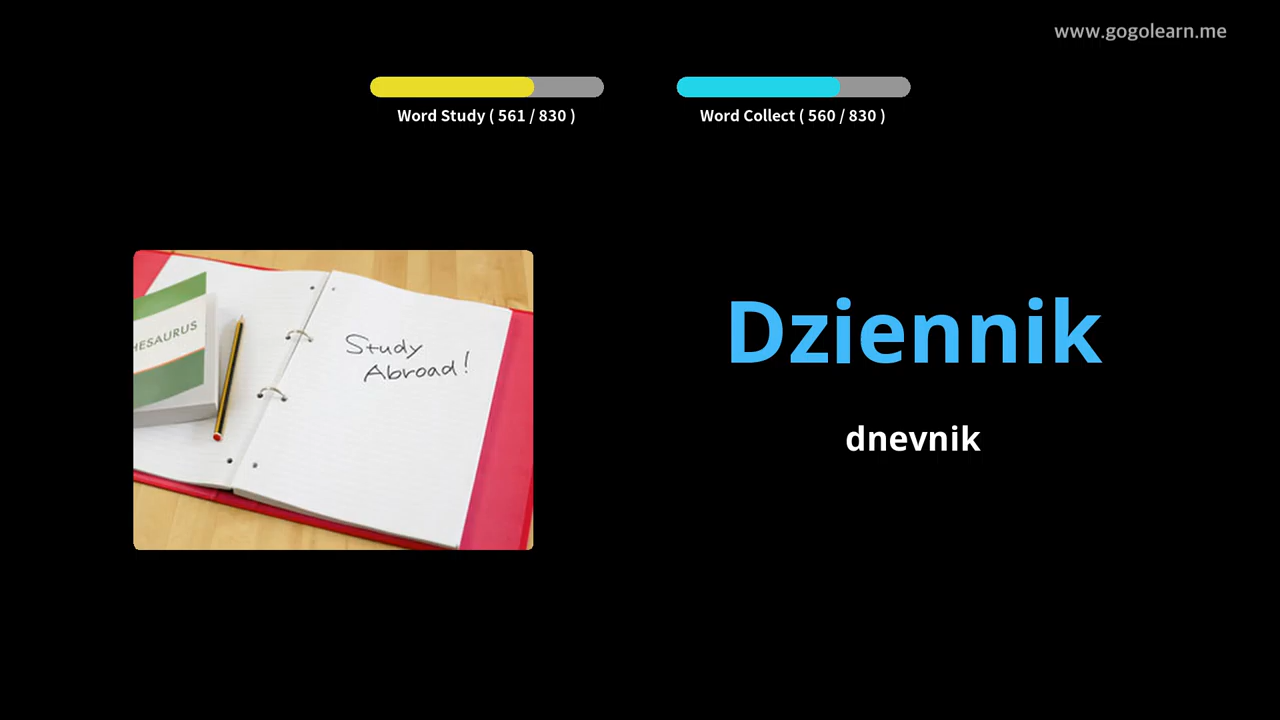 www.gogolearn.me
Word Study ( 561 / 830 )
Word Collect ( 560 / 830 )
HESAURUS
Study
Abroad!
Dziennik
dnevnik